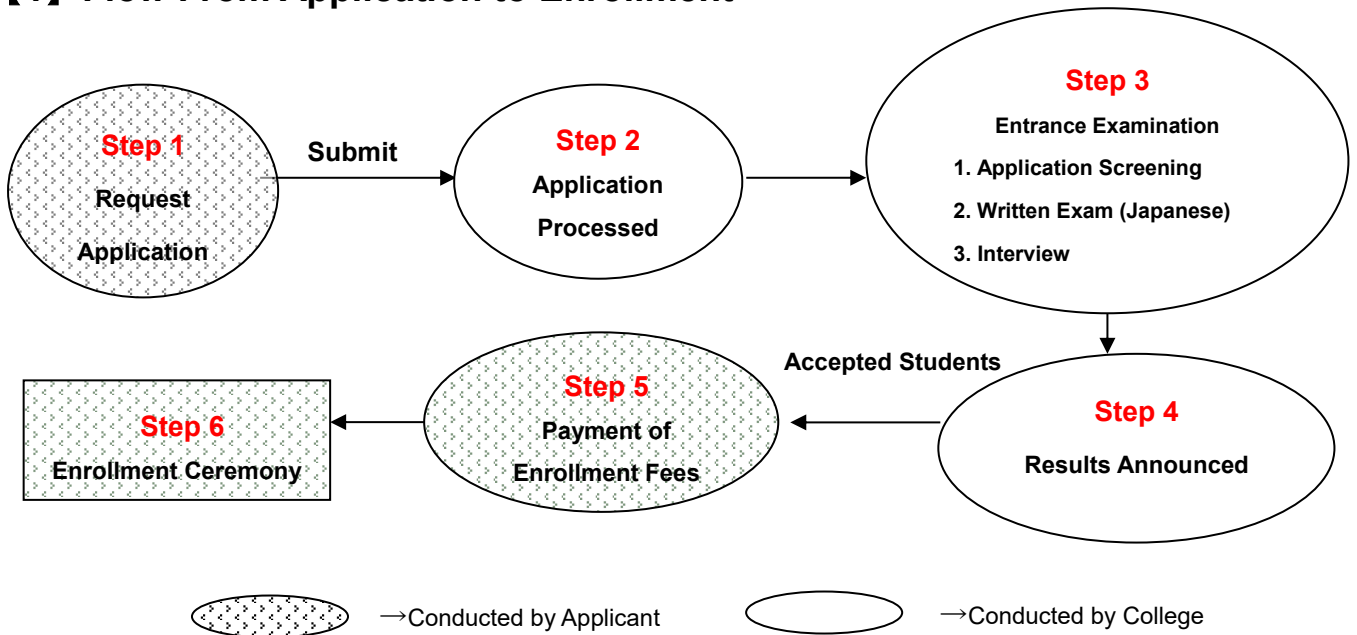 Step 1
Request
Application
Submit
Step 2
Application
Processed
Step 3
Entrance Examination
1. Application Screening
2. Written Exam (Japanese)
3. Interview
Step 4
Results Announced
Accepted Students
Step 5
Payment of
Enrollment Fees
Step 6
Enrollment Ceremony
→Conducted by Applicant
→Conducted by College